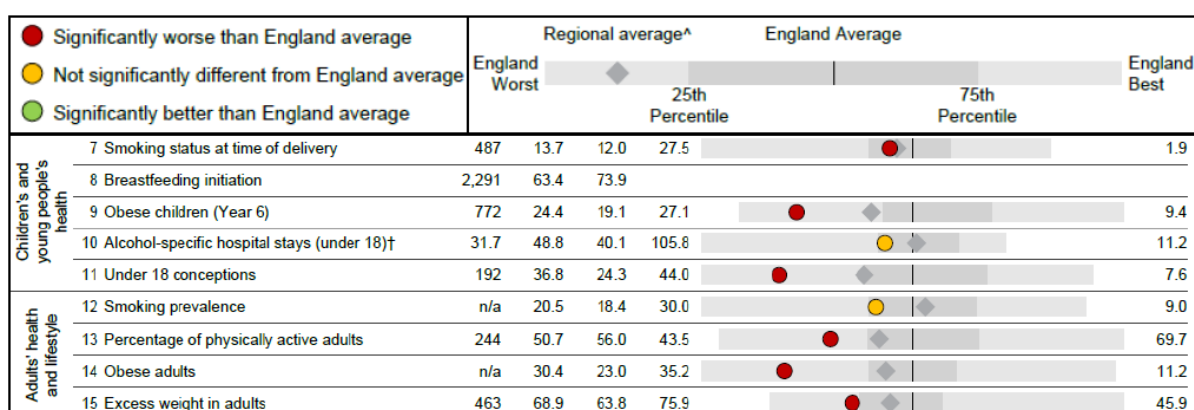 Significantly worse than England average
Not significantly different from England average
Significantly better than England average
Regional average^ England Average
England Worst
England Best
25th Percentile
75th Percentile
Children's and young people's health
7 Smoking status at time of delivery 487 13.7 12.0 27.5 1.9
8 Breastfeeding initiation 2,291 63.4 73.9
9 Obese children (Year 6) 772 24.4 19.1 27.1 9.4
10 Alcohol-specific hospital stays (under 18)† 31.7 48.8 40.1 105.8 11.2
11 Under 18 conceptions 192 36.8 24.3 44.0 7.6
Adults' health and lifestyle
12 Smoking prevalence n/a 20.5 18.4 30.0 9.0
13 Percentage of physically active adults 244 50.7 56.0 43.5 69.7
14 Obese adults n/a 30.4 23.0 35.2 11.2
15 Excess weight in adults 463 68.9 63.8 75.9 45.9